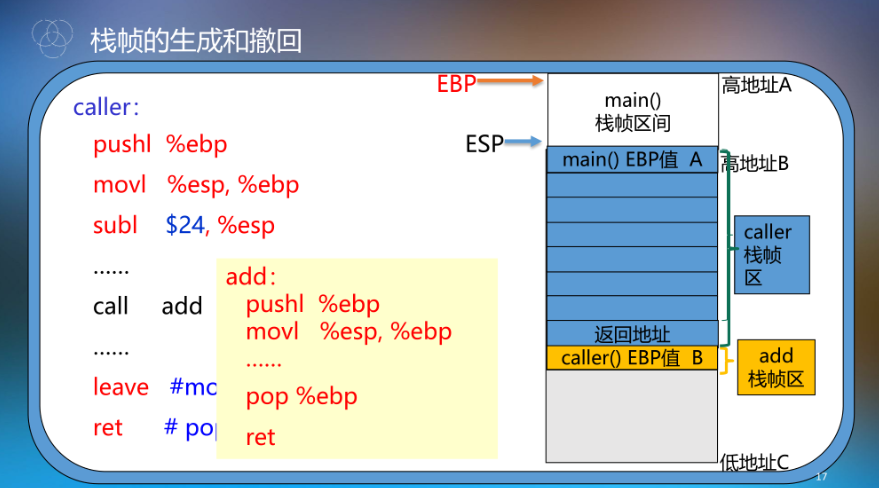 栈帧的生成和撤回
caller:
pushl %ebp
movl %esp, %ebp
subl $24, %esp
......
call add
......
leave #mo
ret # pop
add:
pushl %ebp
movl %esp, %ebp
......
pop %ebp
ret
EBP
ESP
main()
栈帧区间
main() EBP值 A
返回地址
caller() EBP值 B
高地址A
高地址B
caller
栈帧
区
add
栈帧区
低地址C
17